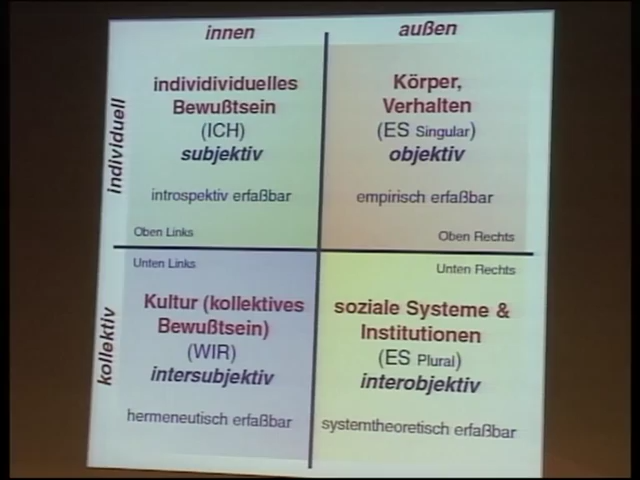 innen
außen
individuell
individividuelles
Bewußtsein
(ICH)
subjektiv
introspektiv erfaßbar
Oben Links
Körper,
Verhalten
(ES Singular)
objektiv
empirisch erfaßbar
Oben Rechts
kollektiv
Unten Links
Kultur (kollektives
Bewußtsein)
(WIR)
intersubjektiv
hermeneutisch erfaßbar
Unten Rechts
soziale Systeme &
Institutionen
(ES Plural)
interobjektiv
systemtheoretisch erfaßbar